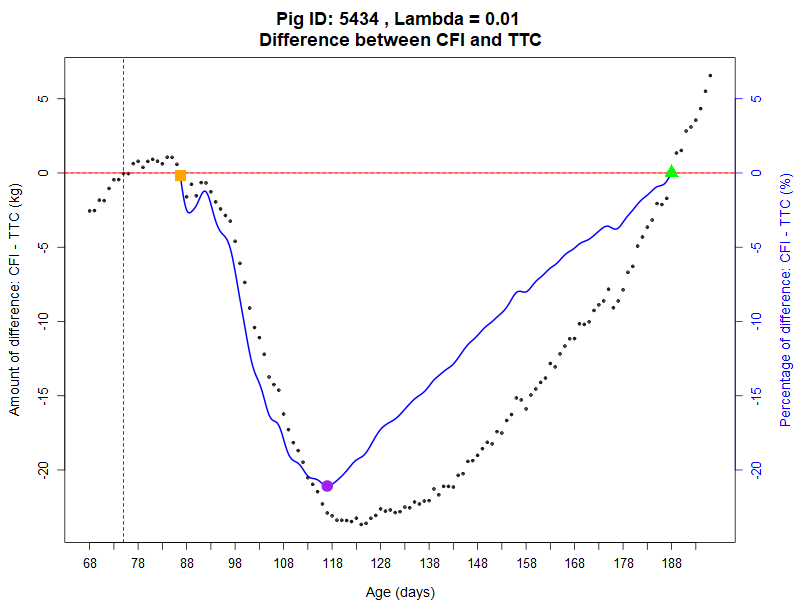 Pig ID: 5434 , Lambda = 0.01
Difference between CFI and TTC
5
0
-5
-10
-15
-20
Amount of difference: CFI - TTC (kg)
5
0
-5
-10
-15
-20
Percentage of difference: CFI - TTC (%)
68 78 88 98 108 118 128 138 148 158 168 178 188
Age (days)